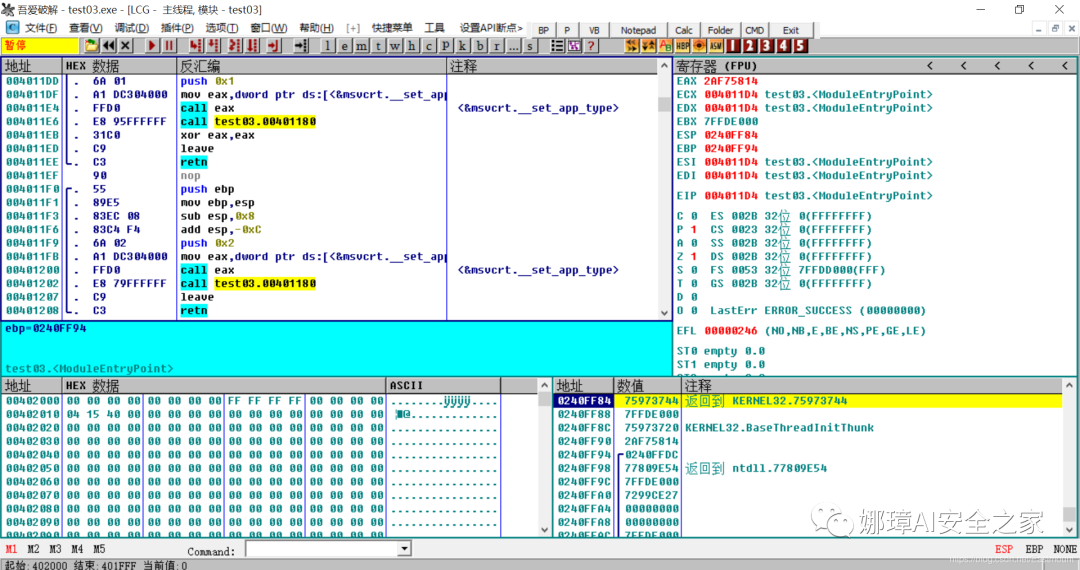 吾爱破解 - test03.exe - [LCG - 主线程, 模块 - test03]
文件(F) 查看(V) 调试(D) 插件(P) 选项(T) 窗口(W) 帮助(H) [+] 快捷菜单 工具 设置API断点> BP P VB Notepad Calc Folder CMD Exit
暂停 l e m t w h c p k b r ... s HBP ASM 1 2 3 4 5
地址 HEX 数据 反汇编 注释
004011DD . 6A 01 push 0x1
004011DF . A1 DC304000 mov eax,dword ptr ds:[<&msvcrt.__set_ap
004011E4 . FFD0 call eax <&msvcrt.__set_app_type>
004011E6 . E8 95FFFFFF call test03.00401180
004011EB . 31C0 xor eax,eax
004011ED . C9 leave
004011EE . C3 retn
004011EF 90 nop
004011F0 . 55 push ebp
004011F1 . 89E5 mov ebp,esp
004011F3 . 83EC 08 sub esp,0x8
004011F6 . 83C4 F4 add esp,-0xC
004011F9 . 6A 02 push 0x2
004011FB . A1 DC304000 mov eax,dword ptr ds:[<&msvcrt.__set_ap
00401200 . FFD0 call eax <&msvcrt.__set_app_type>
00401202 . E8 79FFFFFF call test03.00401180
00401207 . C9 leave
00401208 . C3 retn
ebp=0240FF94
test03.<ModuleEntryPoint>
寄存器 (FPU) < < < < <
EAX 2AF75814
ECX 004011D4 test03.<ModuleEntryPoint>
EDX 004011D4 test03.<ModuleEntryPoint>
EBX 7FFDE000
ESP 0240FF84
EBP 0240FF94
ESI 004011D4 test03.<ModuleEntryPoint>
EDI 004011D4 test03.<ModuleEntryPoint>
EIP 004011D4 test03.<ModuleEntryPoint>
C 0 ES 002B 32位 0(FFFFFFFF)
P 1 CS 0023 32位 0(FFFFFFFF)
A 0 SS 002B 32位 0(FFFFFFFF)
Z 1 DS 002B 32位 0(FFFFFFFF)
S 0 FS 0053 32位 7FFDD000(FFF)
T 0 GS 002B 32位 0(FFFFFFFF)
D 0
O 0 LastErr ERROR_SUCCESS (00000000)
EFL 00000246 (NO,NB,E,BE,NS,PE,GE,LE)
ST0 empty 0.0
ST1 empty 0.0
地址 HEX 数据 ASCII
00402000 00 00 00 00 00 00 00 00 FF FF FF FF 00 00 00 00 ........ÿÿÿÿ....
00402010 04 15 40 00 00 00 00 00 00 00 00 00 00 00 00 00
00402020 00 00 00 00 00 00 00 00 00 00 00 00 00 00 00 00 ................
00402030 00 00 00 00 00 00 00 00 00 00 00 00 00 00 00 00 ................
00402040 00 00 00 00 00 00 00 00 00 00 00 00 00 00 00 00 ................
00402050 00 00 00 00 00 00 00 00 00 00 00 00 00 00 00 00 ................
00402060 00 00 00 00 00 00 00 00 00 00 00 00 00 00 00 00 ................
00402070 00 00 00 00 00 00 00 00 00 00 00 00 00 00 00 00 ................
00402080 00 00 00 00 00 00 00 00 00 00 00 00 00 00 00 00 ................
00402090 00 00 00 00 00 00 00 00 00 00 00 00 00 00 00 00 ................
地址 数值 注释
0240FF84 75973744 返回到 KERNEL32.75973744
0240FF88 7FFDE000
0240FF8C 75973720 KERNEL32.BaseThreadInitThunk
0240FF90 2AF75814
0240FF94 0240FFDC
0240FF98 77809E54 返回到 ntdll.77809E54
0240FF9C 7FFDE000
0240FFA0 7299CE27
0240FFA4 00000000
0240FFA8 00000000
0240FFAC 7FFDE000
娜璋AI安全之家
M1 M2 M3 M4 M5 Command: ESP EBP NONE
起始: 402000 结束: 401FFF 当前值: 0